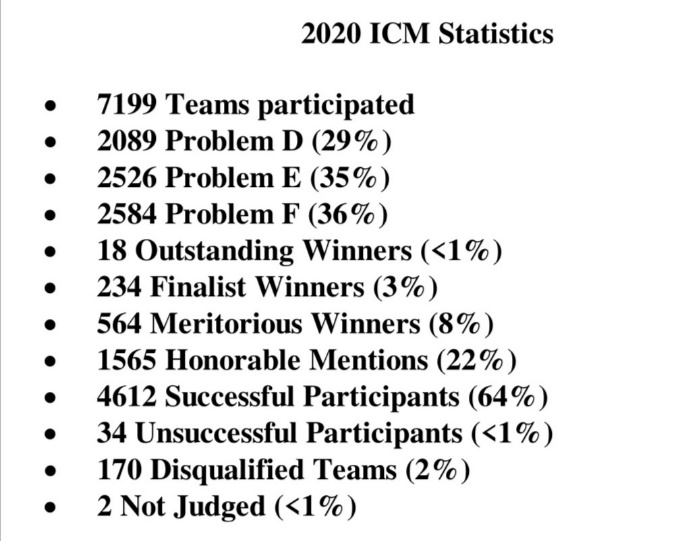 2020 ICM Statistics
• 7199 Teams participated
• 2089 Problem D (29%)
• 2526 Problem E (35%)
• 2584 Problem F (36%)
• 18 Outstanding Winners (<1%)
• 234 Finalist Winners (3%)
• 564 Meritorious Winners (8%)
• 1565 Honorable Mentions (22%)
• 4612 Successful Participants (64%)
• 34 Unsuccessful Participants (<1%)
• 170 Disqualified Teams (2%)
• 2 Not Judged (<1%)